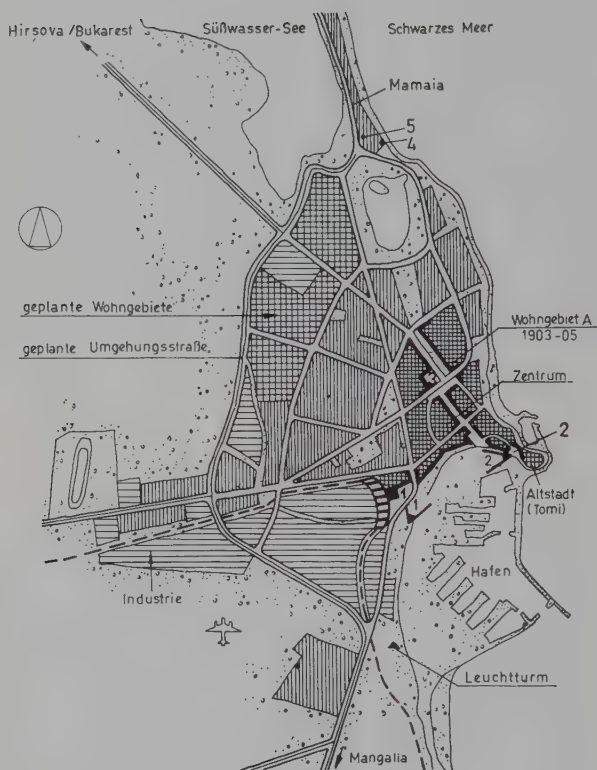 Hirsova/Bukarest
Süßwasser-See
Schwarzes Meer
Mamaia
5
4
geplante Wohngebiete
Wohngebiet A
1903-05
geplante Umgehungsstraße
Zentrum
2
2
Altstadt
(Tomi)
1
Hafen
Industrie
Leuchtturm
Mangalia